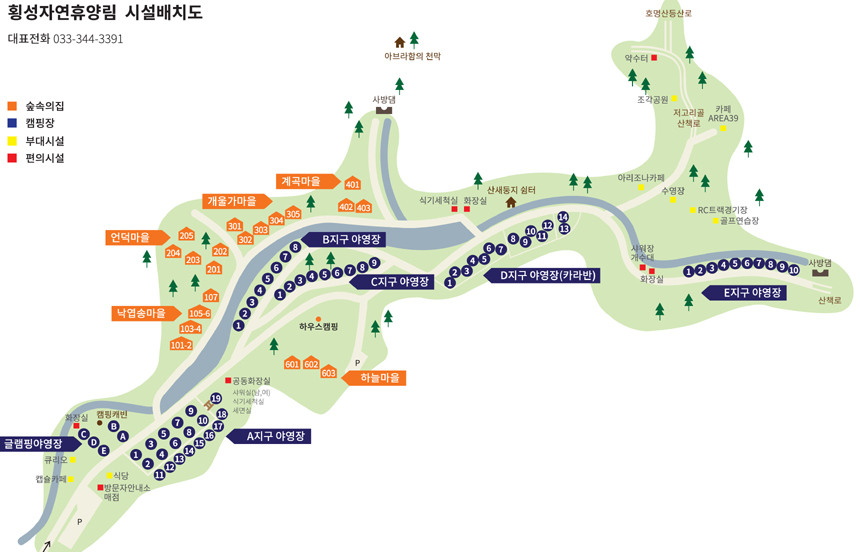 횡성자연휴양림 시설배치도
대표전화 033-344-3391
숲속의집
캠핑장
부대시설
편의시설
호명산등산로
약수터
아브라함의 천막
사방댐
조각공원
저고리골
산책로
카페
AREA39
계곡마을
401
402 403
개울가마을
301
302
303
304
305
언덕마을
205
204
203
202
201
낙엽송마을
107
105-6
103-4
101-2
산새둥지 쉼터
식기세척실 화장실
아리조나카페
수영장
RC트랙경기장
골프연습장
B지구 야영장
1 2 3 4 5 6 7 8
C지구 야영장
1 2 3 4 5 6 7 8 9
D지구 야영장(카라반)
1 2 3 4 5 6 7 8 9 10 11 12 13 14
샤워장
개수대
화장실
E지구 야영장
1 2 3 4 5 6 7 8 9 10
사방댐
산책로
하우스캠핑
P
하늘마을
601 602
603
공동화장실
샤워실(남,여)
식기세척실
세면실
A지구 야영장
1 2 3 4 5 6 7 8 9 10 11 12 13 14 15 16 17 18 19
화장실
캠핑캐빈
글램핑야영장
A B C D E
큐리오
캡슐카페
식당
방문자안내소
매점
P